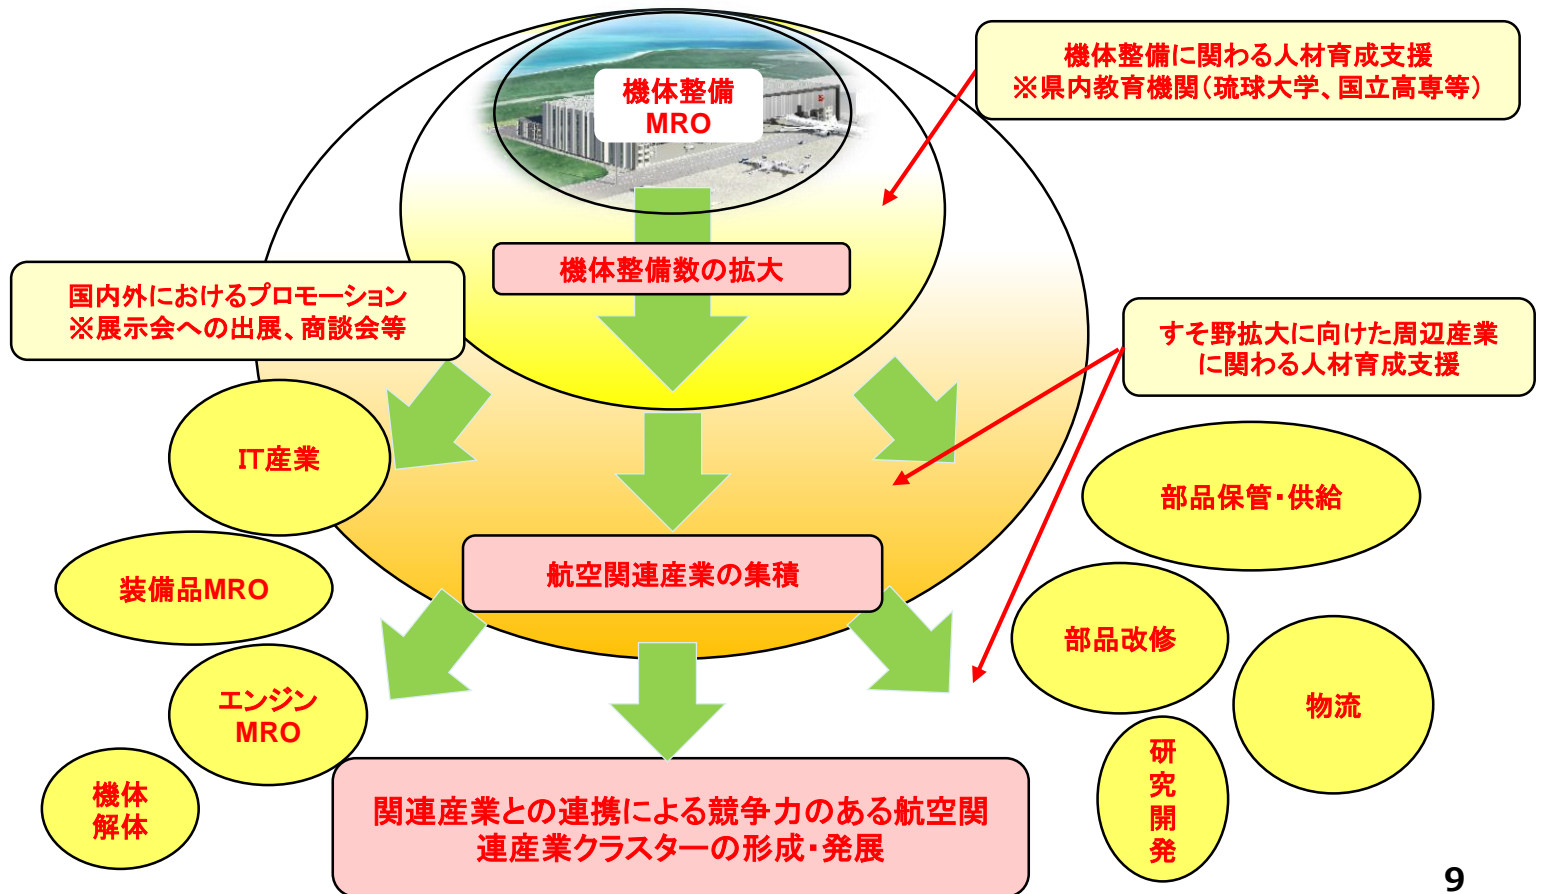 機体整備
MRO
機体整備に関わる人材育成支援
※県内教育機関(琉球大学、国立高専等)
機体整備数の拡大
国内外におけるプロモーション
※展示会への出展、商談会等
すそ野拡大に向けた周辺産業
に関わる人材育成支援
IT産業
部品保管・供給
装備品MRO
航空関連産業の集積
部品改修
エンジン
MRO
物流
機体
解体
研
究
開
発
関連産業との連携による競争力のある航空関
連産業クラスターの形成・発展
9